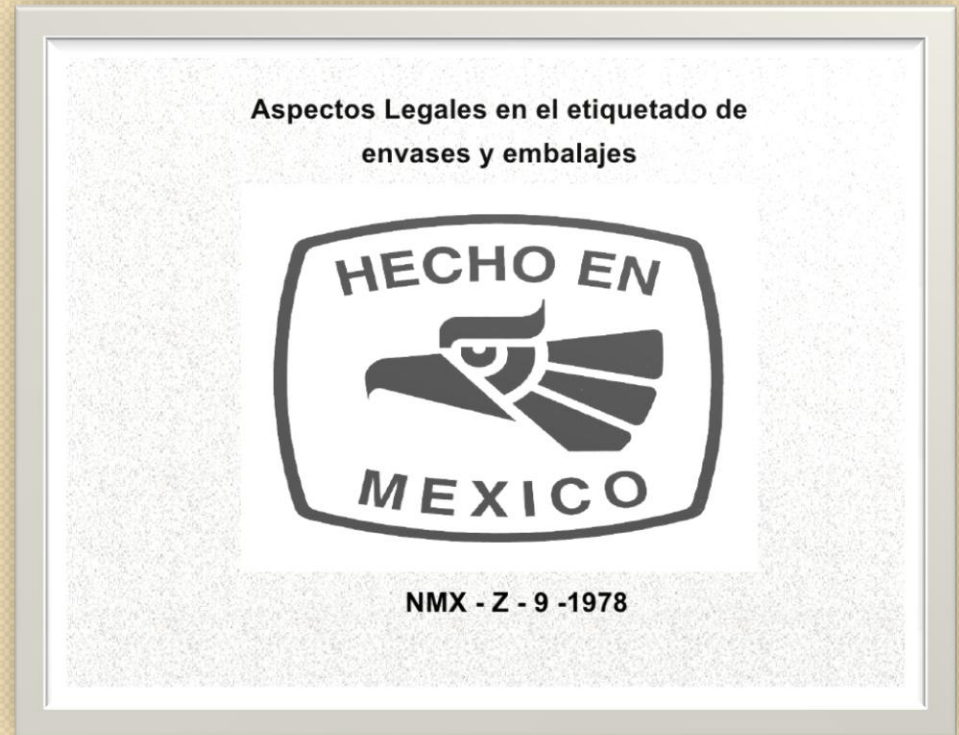 Aspectos Legales en el etiquetado de
envases y embalajes
HECHO EN
MEXICO
NMX - Z - 9 -1978